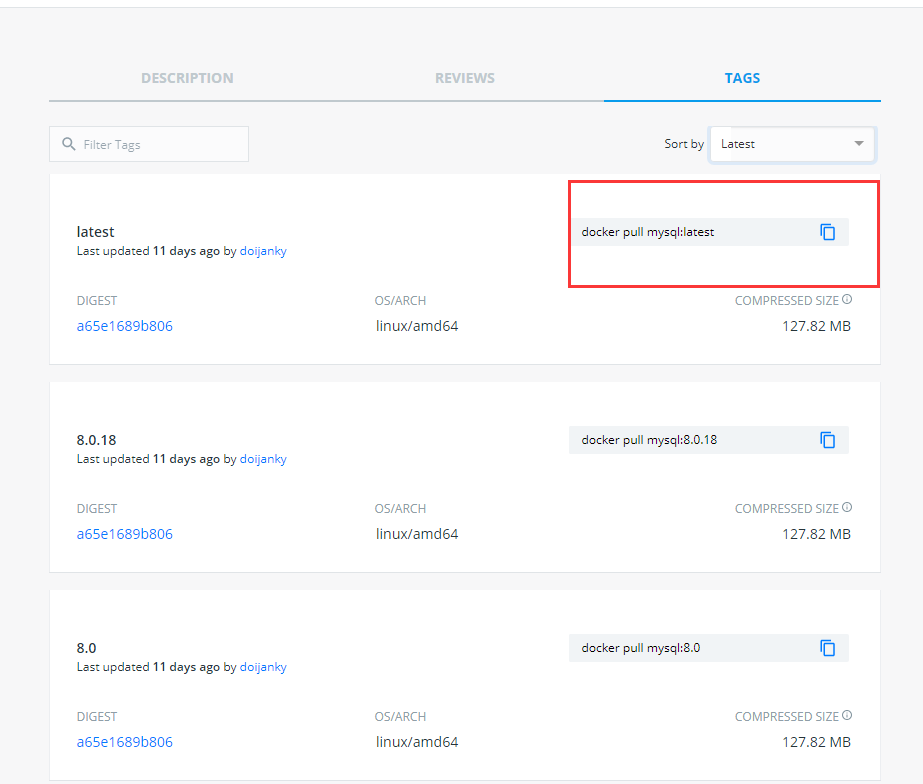 DESCRIPTION REVIEWS TAGS
Filter Tags Sort by Latest
latest docker pull mysql:latest
Last updated 11 days ago by doijanky
DIGEST OS/ARCH COMPRESSED SIZE
a65e1689b806 linux/amd64 127.82 MB
8.0.18 docker pull mysql:8.0.18
Last updated 11 days ago by doijanky
DIGEST OS/ARCH COMPRESSED SIZE
a65e1689b806 linux/amd64 127.82 MB
8.0 docker pull mysql:8.0
Last updated 11 days ago by doijanky
DIGEST OS/ARCH COMPRESSED SIZE
a65e1689b806 linux/amd64 127.82 MB